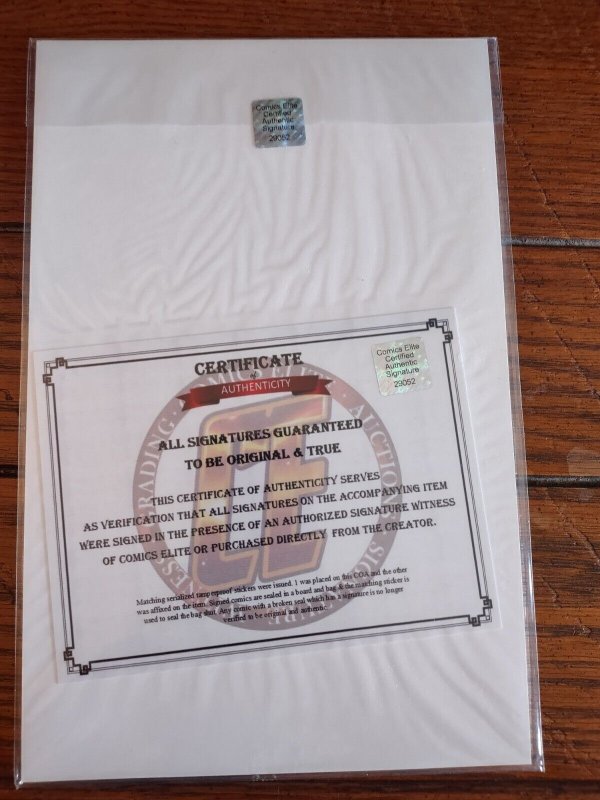 Comics Elite
Certified
Authentic
Signature
29052
CERTIFICATE
of
AUTHENTICITY
Comics Elite
Certified
Authentic
Signature
29052
ALL SIGNATURES GUARANTEED
TO BE ORIGINAL & TRUE
THIS CERTIFICATE OF AUTHENTICITY SERVES
AS VERIFICATION THAT ALL SIGNATURES ON THE ACCOMPANYING ITEM
WERE SIGNED IN THE PRESENCE OF AN AUTHORIZED SIGNATURE WITNESS
OF COMICS ELITE OR PURCHASED DIRECTLY FROM THE CREATOR.
Matching serialized tamperproof stickers were issued. 1 was placed on this COA and the other
was affixed on the item. Signed comics are sealed in a board and bag & the matching sticker is
used to seal the bag shut. Any comic with a broken seal which has a signature is no longer
verified to be original and authentic.
CE